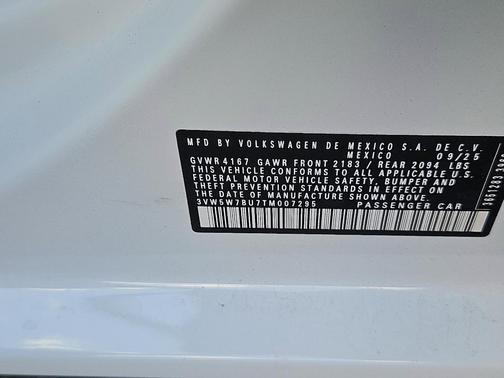 MFD BY VOLKSWAGEN DE MEXICO S.A. DE C.V.
MEXICO 09/25
GVWR 4167 GAWR FRONT 2183 / REAR 2094 LBS
THIS VEHICLE CONFORMS TO ALL APPLICABLE U.S.
FEDERAL MOTOR VEHICLE SAFETY, BUMPER AND
THEFT PREVENTION STANDARDS IN EFFECT ON
THE DATE OF MANUFACTURE SHOWN ABOVE.
3VW5W7BU7TM007295 PASSENGER CAR